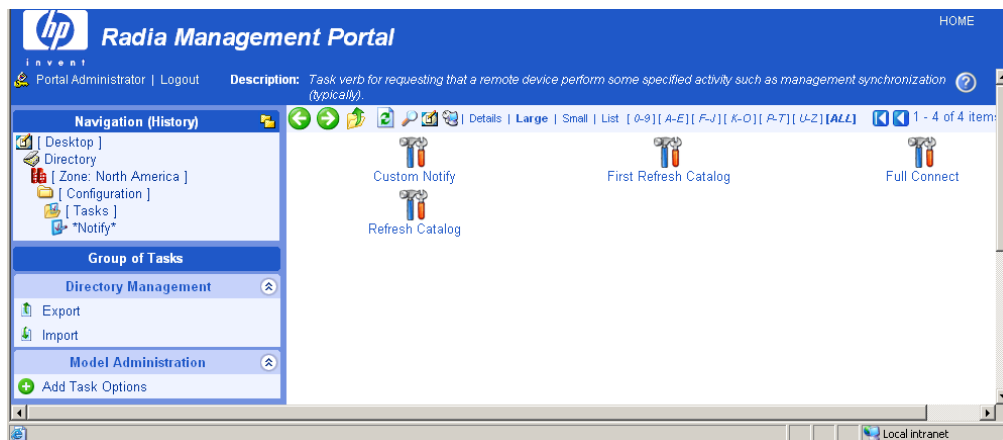 HOME
hp
invent
Radia Management Portal
Portal Administrator | Logout
Description: Task verb for requesting that a remote device perform some specified activity such as management synchronization
(typically).
Navigation (History)
[ Desktop ]
Directory
[ Zone: North America ]
[ Configuration ]
[ Tasks ]
*Notify*
Group of Tasks
Directory Management
Export
Import
Model Administration
Add Task Options
| Details | Large | Small | List [ 0-9 ] [ A-E ] [ F-J ] [ K-O ] [ P-T ] [ U-Z ] [ALL] 1 - 4 of 4 items
Custom Notify
First Refresh Catalog
Full Connect
Refresh Catalog
Local intranet